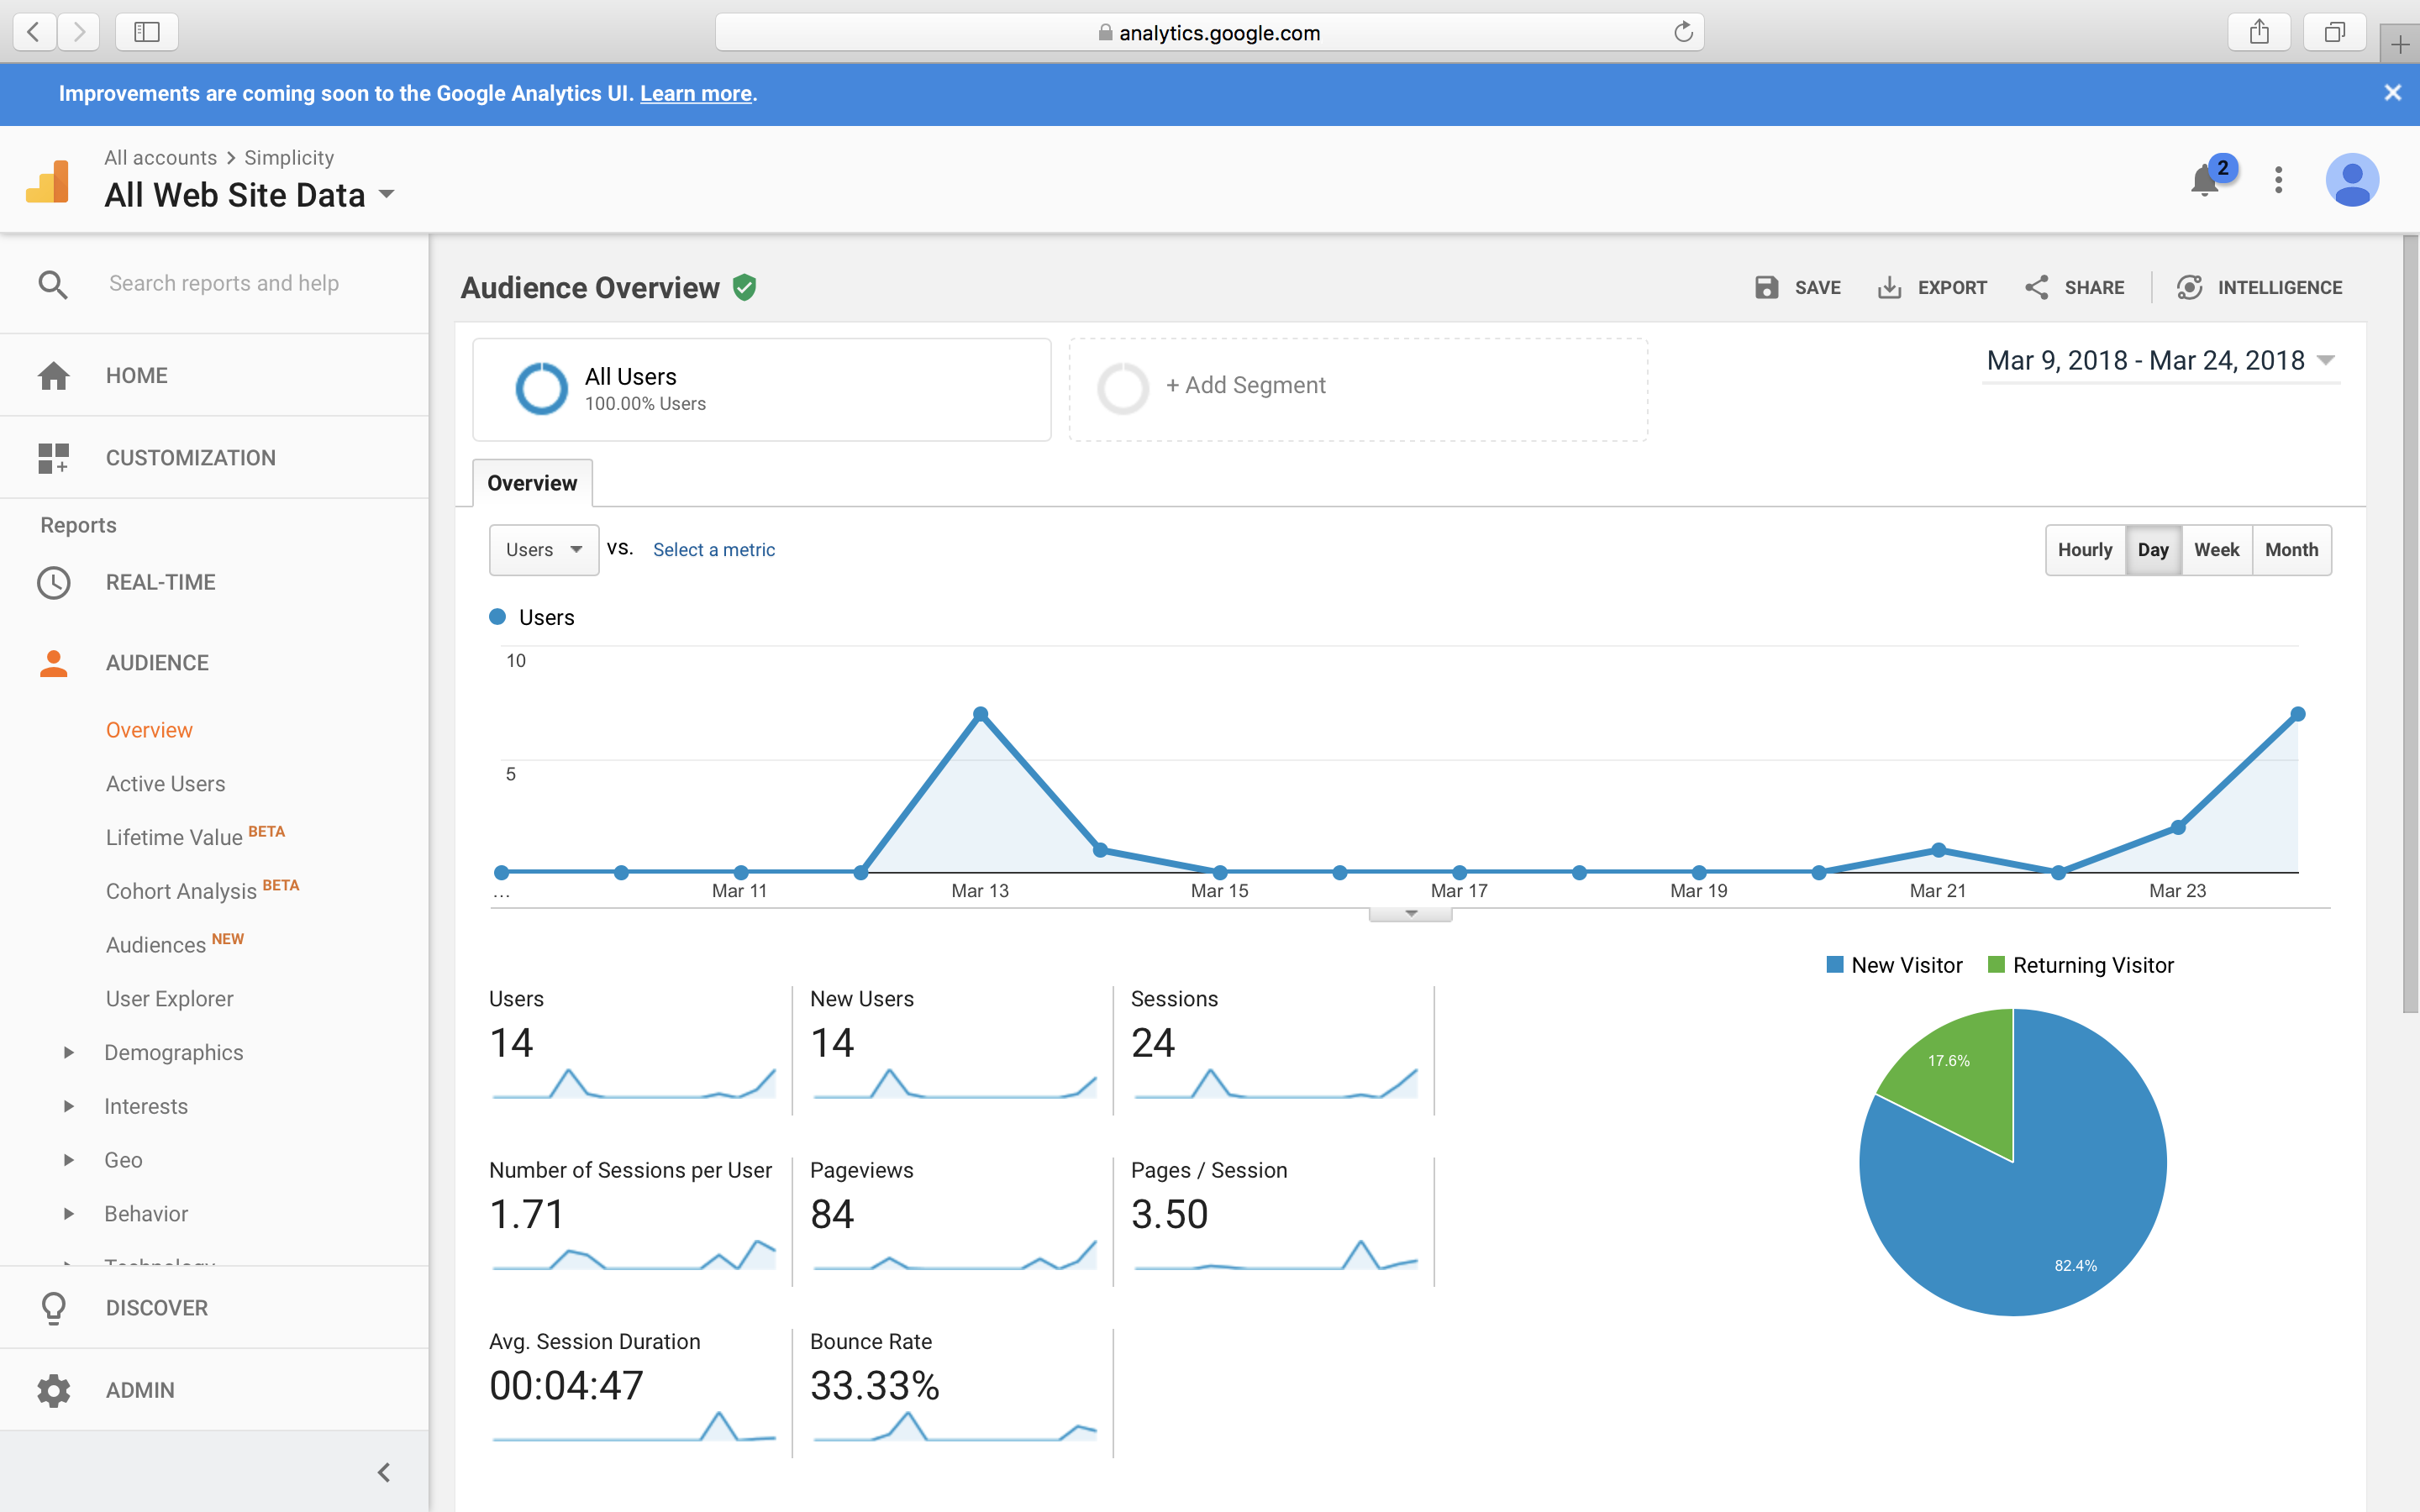 analytics.google.com
Improvements are coming soon to the Google Analytics UI. Learn more.
All accounts > Simplicity
All Web Site Data
2
Search reports and help
HOME
CUSTOMIZATION
Reports
REAL-TIME
AUDIENCE
Overview
Active Users
Lifetime Value BETA
Cohort Analysis BETA
Audiences NEW
User Explorer
Demographics
Interests
Geo
Behavior
Technology
DISCOVER
ADMIN
Audience Overview
SAVE
EXPORT
SHARE
INTELLIGENCE
All Users
100.00% Users
+ Add Segment
Mar 9, 2018 - Mar 24, 2018
Overview
Users
vs.
Select a metric
Hourly
Day
Week
Month
Users
10
5
...
Mar 11
Mar 13
Mar 15
Mar 17
Mar 19
Mar 21
Mar 23
Users
14
New Users
14
Sessions
24
Number of Sessions per User
1.71
Pageviews
84
Pages / Session
3.50
Avg. Session Duration
00:04:47
Bounce Rate
33.33%
New Visitor
Returning Visitor
17.6%
82.4%